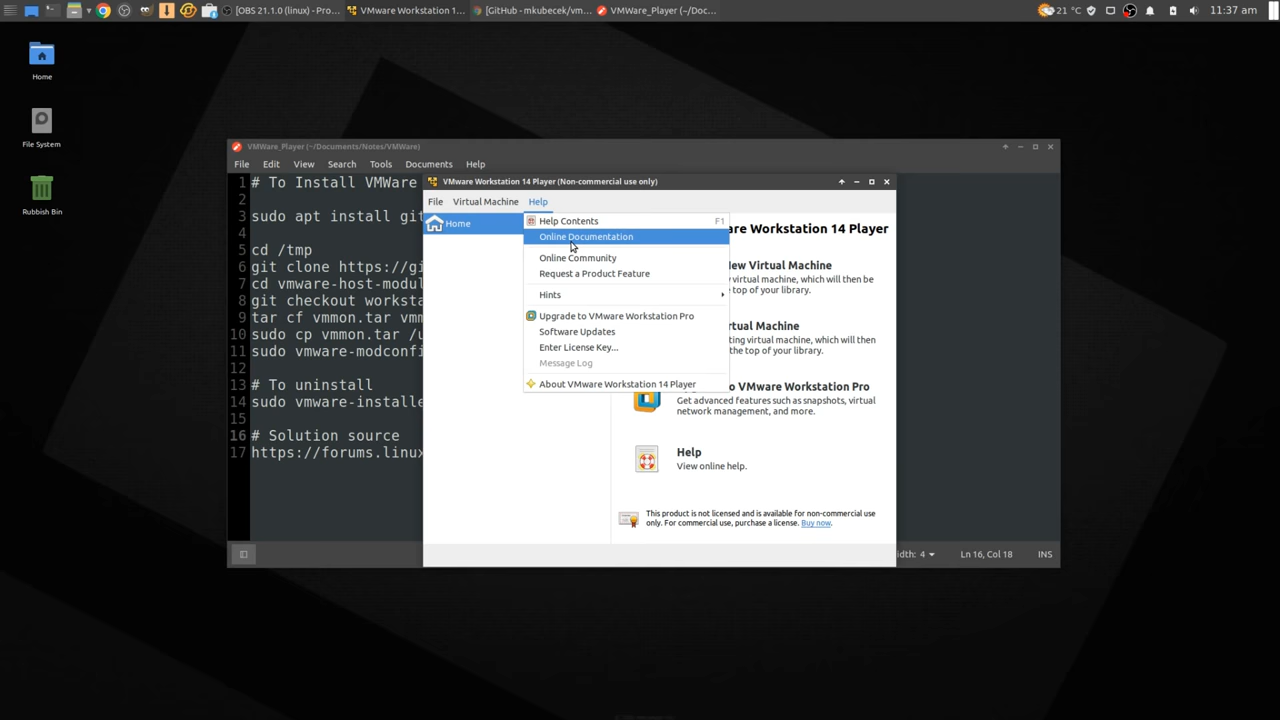 [OBS 21.1.0 (linux) - Pro...
VMware Workstation 1...
[GitHub - mkubecek/vm...
VMWare_Player (~/Doc...
21 °C
11:37 am
Home
File System
Rubbish Bin
VMWare_Player (~/Documents/Notes/VMWare)
File Edit View Search Tools Documents Help
1 # To Install VMWare
2
3 sudo apt install git
4
5 cd /tmp
6 git clone https://gi
7 cd vmware-host-modul
8 git checkout worksta
9 tar cf vmmon.tar vmm
10 sudo cp vmmon.tar /u
11 sudo vmware-modconfi
12
13 # To uninstall
14 sudo vmware-installe
15
16 # Solution source
17 https://forums.linux
idth: 4
Ln 16, Col 18
INS
VMware Workstation 14 Player (Non-commercial use only)
File Virtual Machine Help
Home
Help Contents F1
Online Documentation
Online Community
Request a Product Feature
Hints
Upgrade to VMware Workstation Pro
Software Updates
Enter License Key...
Message Log
About VMware Workstation 14 Player
ware Workstation 14 Player
New Virtual Machine
virtual machine, which will then be
the top of your library.
rtual Machine
ting virtual machine, which will then
the top of your library.
to VMware Workstation Pro
Get advanced features such as snapshots, virtual
network management, and more.
Help
View online help.
This product is not licensed and is available for non-commercial use
only. For commercial use, purchase a license. Buy now.